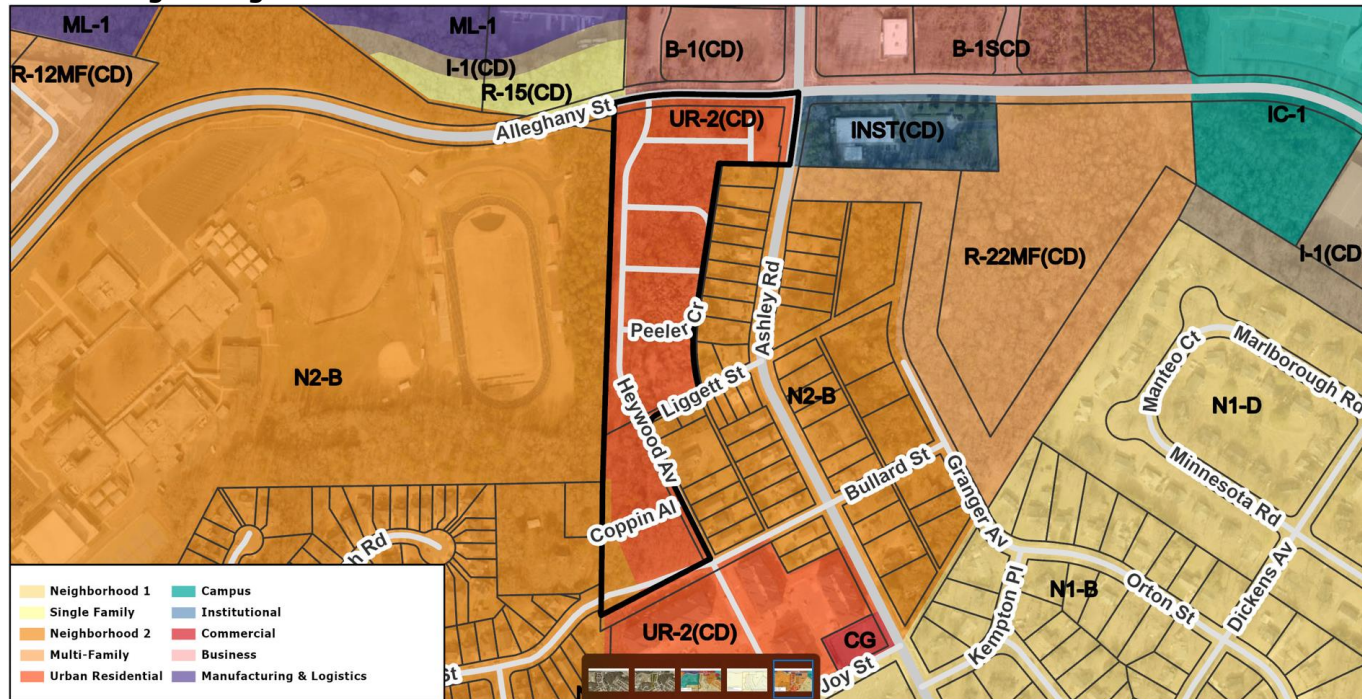 ML-1
ML-1
B-1(CD)
B-1SCD
R-12MF(CD)
I-1(CD)
R-15(CD)
IC-1
Alleghany St
UR-2(CD)
INST(CD)
R-22MF(CD)
I-1(CD
Ashley Rd
Peeler Cr
Manteo Ct
Marlborough Rd
N2-B
Heywood Av
Liggett St
N2-B
N1-D
Minnesota Rd
Bullard St
Granger Av
Coppin Al
h Rd
Dickens Av
Kempton Pl
N1-B
Orton St
UR-2(CD)
CG
Joy St
St
Neighborhood 1
Single Family
Neighborhood 2
Multi-Family
Urban Residential
Campus
Institutional
Commercial
Business
Manufacturing & Logistics